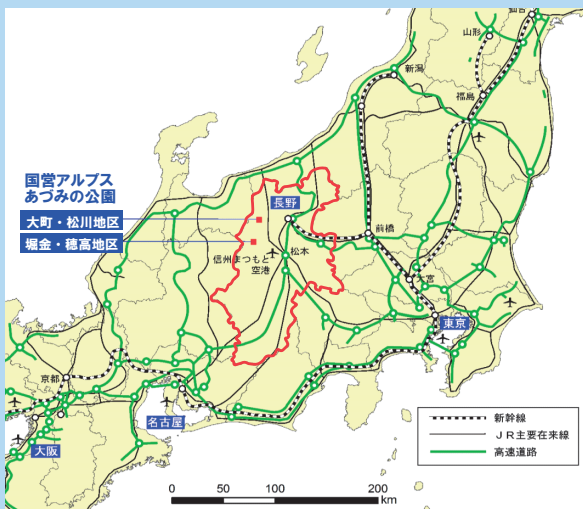 仙台
山形
新潟
福島
国営アルプス
あづみの公園
大町・松川地区
堀金・穂高地区
長野
前橋
松本
信州まつもと
空港
大宮
東京
京都
名古屋
大阪
新幹線
JR主要在来線
高速道路
0 50 100 200
km